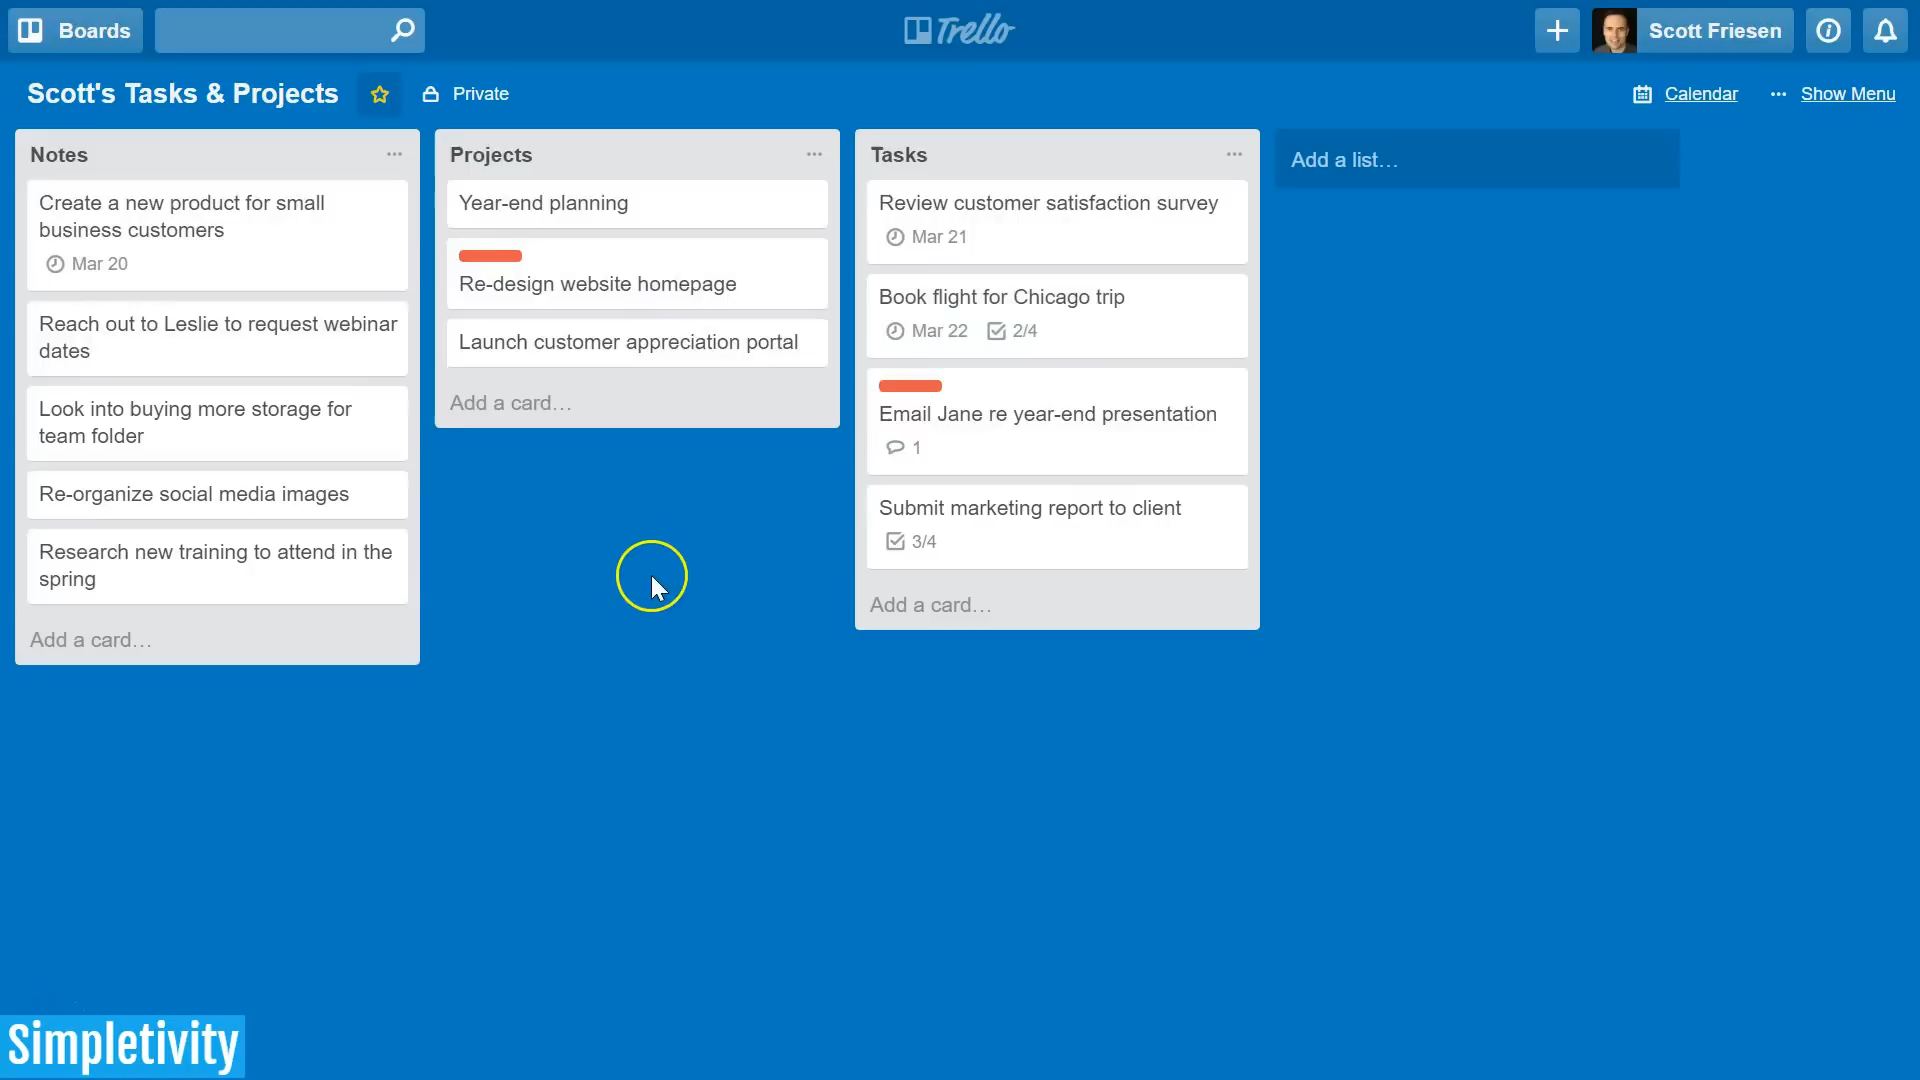 Boards
Trello
Scott Friesen
Scott's Tasks & Projects
Private
Calendar
Show Menu
Notes
Create a new product for small
business customers
Mar 20
Reach out to Leslie to request webinar
dates
Look into buying more storage for
team folder
Re-organize social media images
Research new training to attend in the
spring
Add a card…
Projects
Year-end planning
Re-design website homepage
Launch customer appreciation portal
Add a card…
Tasks
Review customer satisfaction survey
Mar 21
Book flight for Chicago trip
Mar 22 2/4
Email Jane re year-end presentation
1
Submit marketing report to client
3/4
Add a card…
Add a list…
Simpletivity